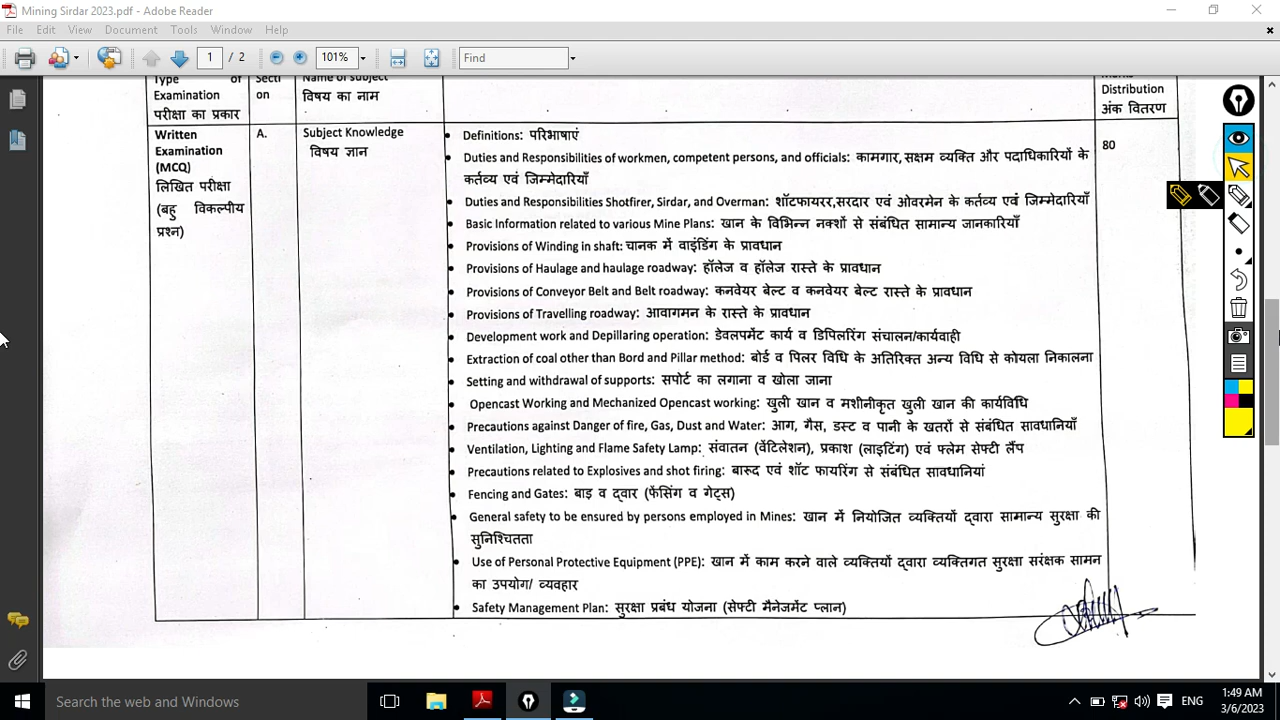 Mining Sirdar 2023.pdf - Adobe Reader
File Edit View Document Tools Window Help
1 / 2 101% Find
Type of
Examination
परीक्षा का प्रकार
Secti
on
Name of subject
विषय का नाम
Marks
Distribution
अंक वितरण
Written
Examination
(MCQ)
लिखित परीक्षा
(बहु विकल्पीय
प्रश्न)
A.
Subject Knowledge
विषय ज्ञान
• Definitions: परिभाषाएं
• Duties and Responsibilities of workmen, competent persons, and officials: कामगार, सक्षम व्यक्ति और पदाधिकारियों के
कर्तव्य एवं जिम्मेदारियाँ
• Duties and Responsibilities Shotfirer, Sirdar, and Overman: शॉटफायरर,सरदार एवं ओवरमेन के कर्तव्य एवं जिम्मेदारियाँ
• Basic Information related to various Mine Plans: खान के विभिन्न नक्शों से संबंधित सामान्य जानकारियाँ
• Provisions of Winding in shaft: चानक में वाइंडिंग के प्रावधान
• Provisions of Haulage and haulage roadway: हॉलेज व हॉलेज रास्ते के प्रावधान
• Provisions of Conveyor Belt and Belt roadway: कनवेयर बेल्ट व कनवेयर बेल्ट रास्ते के प्रावधान
• Provisions of Travelling roadway: आवागमन के रास्ते के प्रावधान
• Development work and Depillaring operation: डेवलपमेंट कार्य व डिपिलरिंग संचालन/कार्यवाही
• Extraction of coal other than Bord and Pillar method: बोर्ड व पिलर विधि के अतिरिक्त अन्य विधि से कोयला निकालना
• Setting and withdrawal of supports: सपोर्ट का लगाना व खोला जाना
• Opencast Working and Mechanized Opencast working: खुली खान व मशीनीकृत खुली खान की कार्यविधि
• Precautions against Danger of fire, Gas, Dust and Water: आग, गैस, डस्ट व पानी के खतरों से संबंधित सावधानियाँ
• Ventilation, Lighting and Flame Safety Lamp: संवातन (वेंटिलेशन), प्रकाश (लाइटिंग) एवं फ्लेम सेफ्टी लैंप
• Precautions related to Explosives and shot firing: बारूद एवं शॉट फायरिंग से संबंधित सावधानियां
• Fencing and Gates: बाड़ व द्वार (फेंसिंग व गेट्स)
• General safety to be ensured by persons employed in Mines: खान में नियोजित व्यक्तियों द्वारा सामान्य सुरक्षा की
सुनिश्चितता
• Use of Personal Protective Equipment (PPE): खान में काम करने वाले व्यक्तियों द्वारा व्यक्तिगत सुरक्षा सरंक्षक सामन
का उपयोग/ व्यवहार
• Safety Management Plan: सुरक्षा प्रबंध योजना (सेफ्टी मैनेजमेंट प्लान)
80
Search the web and Windows
ENG
1:49 AM
3/6/2023